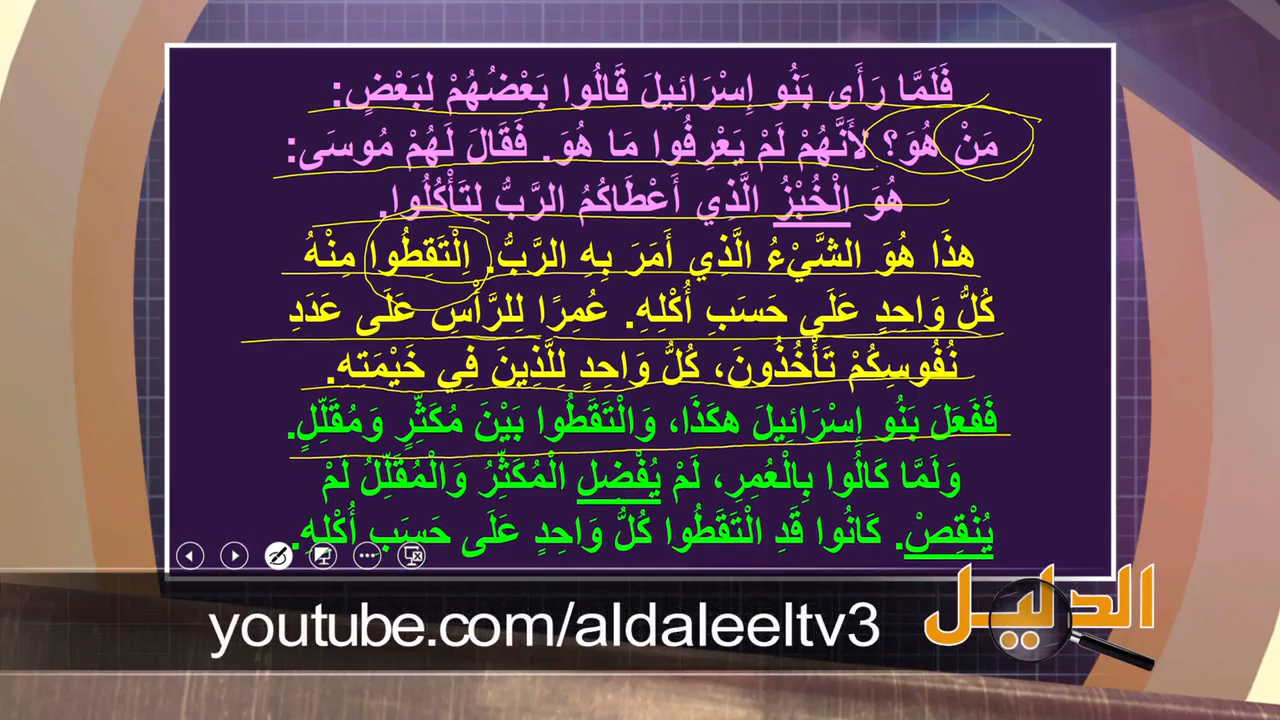 فَلَمَّا رَأَى بَنُو إِسْرَائِيلَ قَالُوا بَعْضُهُمْ لِبَعْضٍ:
مَنْ هُوَ؟ لأَنَّهُمْ لَمْ يَعْرِفُوا مَا هُوَ. فَقَالَ لَهُمْ مُوسَى:
هُوَ الْخُبْزُ الَّذِي أَعْطَاكُمُ الرَّبُّ لِتَأْكُلُوا.
هذَا هُوَ الشَّيْءُ الَّذِي أَمَرَ بِهِ الرَّبُّ. اِلْتَقِطُوا مِنْهُ
كُلُّ وَاحِدٍ عَلَى حَسَبِ أُكْلِهِ. عُمِرًا لِلرَّأْسِ عَلَى عَدَدِ
نُفُوسِكُمْ تَأْخُذُونَ، كُلُّ وَاحِدٍ لِلَّذِينَ فِي خَيْمَتِهِ.
فَفَعَلَ بَنُو إِسْرَائِيلَ هكَذَا، وَالْتَقَطُوا بَيْنَ مُكَثِّرٍ وَمُقَلِّلٍ.
وَلَمَّا كَالُوا بِالْعُمِرِ، لَمْ يُفْضِلِ الْمُكَثِّرُ وَالْمُقَلِّلُ لَمْ
يُنْقِصْ. كَانُوا قَدِ الْتَقَطُوا كُلُّ وَاحِدٍ عَلَى حَسَبِ أُكْلِهِ.
youtube.com/aldaleeltv3
الدليل